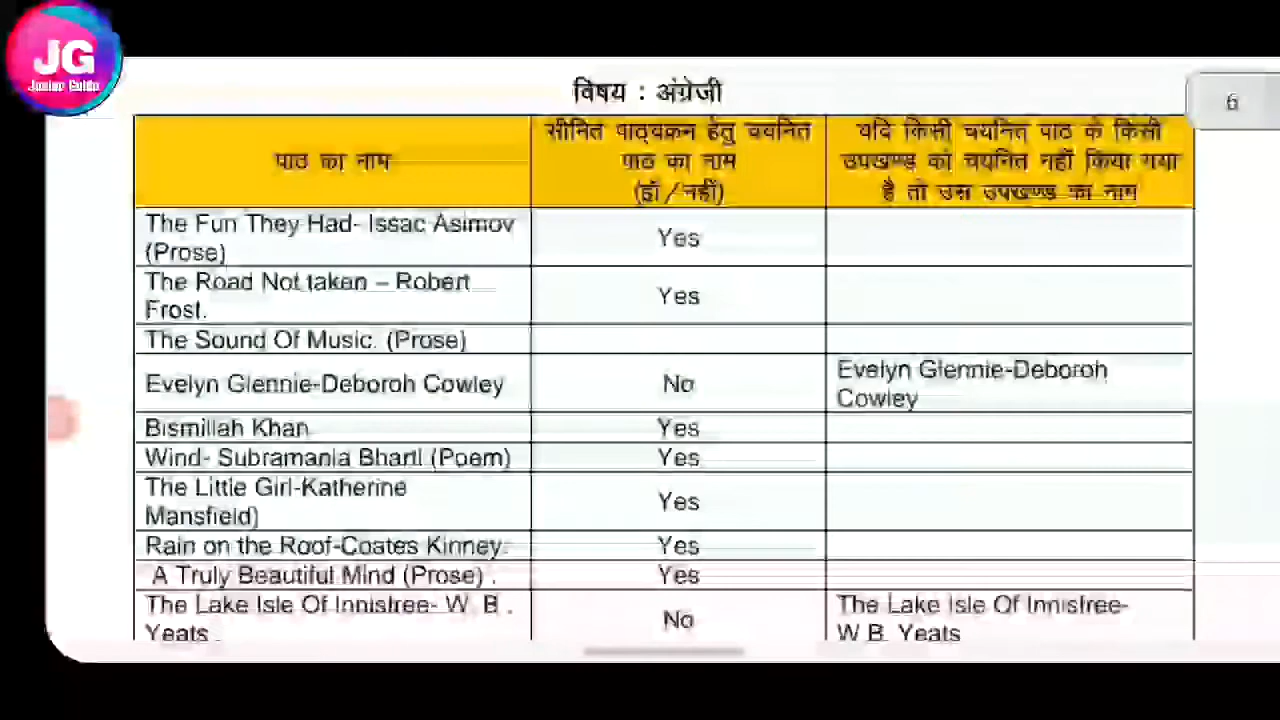 JG
Junior Guide
विषय : अंग्रेजी
6
पाठ का नाम
सीमित पाठ्यक्रम हेतु चयनित
पाठ का नाम
(हॉ/नहीं)
यदि किसी चयनित पाठ के किसी
उपखण्ड को चयनित नहीं किया गया
है तो उस उपखण्ड का नाम
The Fun They Had- Issac Asimov
(Prose)
Yes
The Road Not taken – Robert
Frost.
Yes
The Sound Of Music. (Prose)
Evelyn Glennie-Deboroh Cowley
No
Evelyn Glennie-Deboroh
Cowley
Bismillah Khan
Yes
Wind- Subramania Bharti (Poem)
Yes
The Little Girl-Katherine
Mansfield)
Yes
Rain on the Roof-Coates Kinney.
Yes
A Truly Beautiful Mind (Prose) .
Yes
The Lake Isle Of Innisfree- W. B .
Yeats .
No
The Lake Isle Of Innisfree-
W.B. Yeats